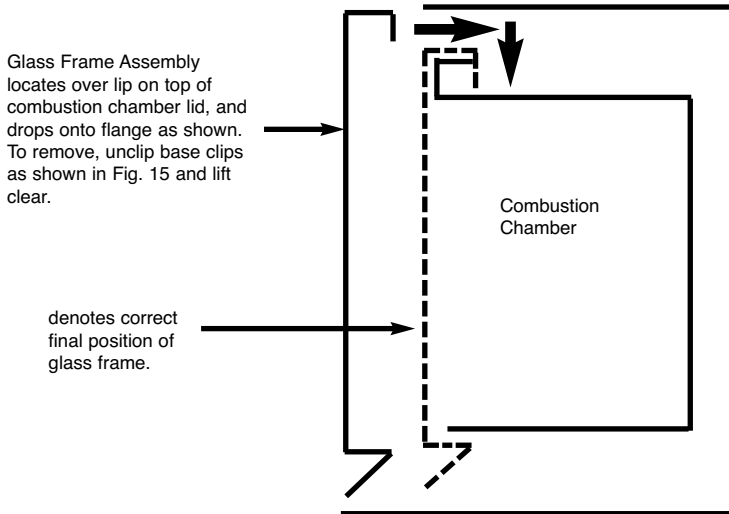 Glass Frame Assembly
locates over lip on top of
combustion chamber lid, and
drops onto flange as shown.
To remove, unclip base clips
as shown in Fig. 15 and lift
clear.
Combustion
Chamber
denotes correct
final position of
glass frame.